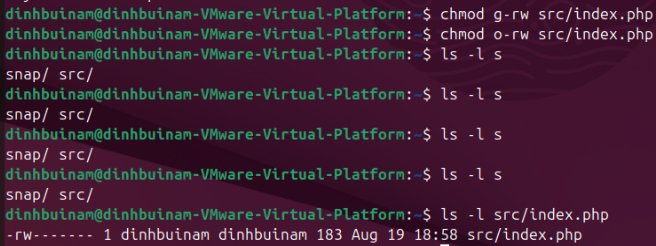 dinhbuinam@dinhbuinam-VMware-Virtual-Platform:~$ chmod g-rw src/index.php
dinhbuinam@dinhbuinam-VMware-Virtual-Platform:~$ chmod o-rw src/index.php
dinhbuinam@dinhbuinam-VMware-Virtual-Platform:~$ ls -l s
snap/ src/
dinhbuinam@dinhbuinam-VMware-Virtual-Platform:~$ ls -l s
snap/ src/
dinhbuinam@dinhbuinam-VMware-Virtual-Platform:~$ ls -l s
snap/ src/
dinhbuinam@dinhbuinam-VMware-Virtual-Platform:~$ ls -l s
snap/ src/
dinhbuinam@dinhbuinam-VMware-Virtual-Platform:~$ ls -l src/index.php
-rw------- 1 dinhbuinam dinhbuinam 183 Aug 19 18:58 src/index.php